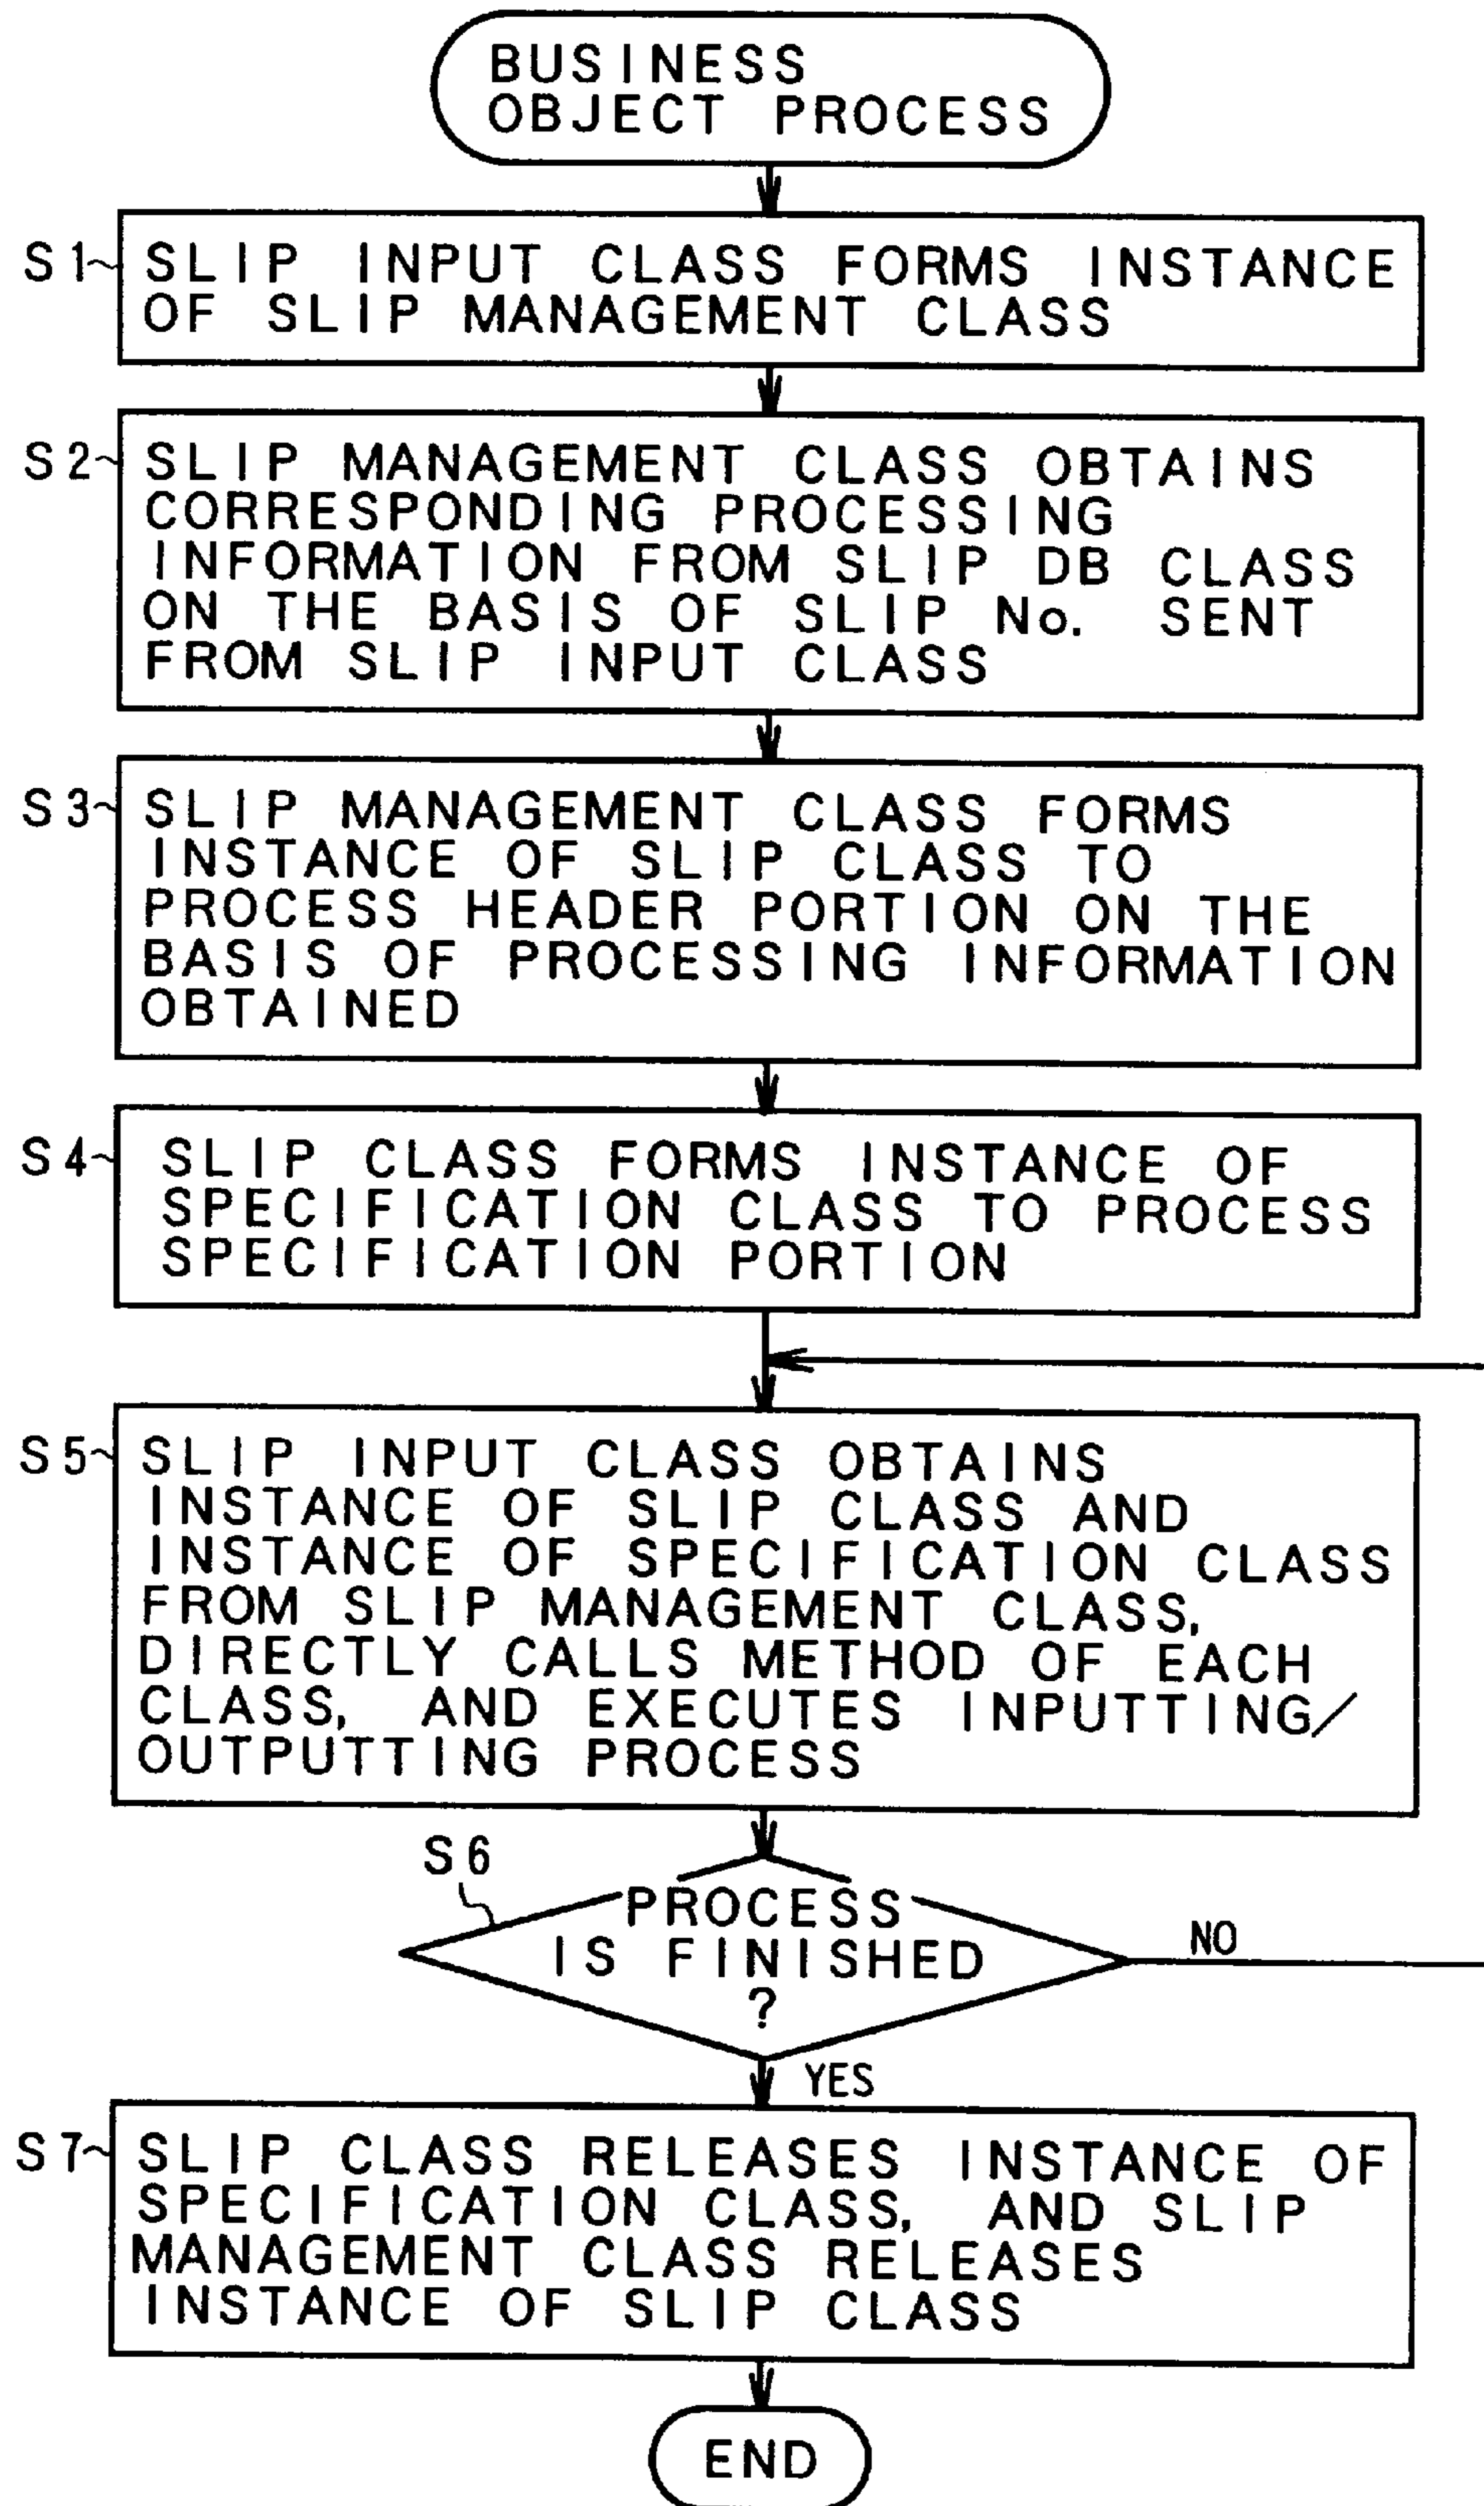 BUSINESS
OBJECT PROCESS
S1
SLIP INPUT CLASS FORMS INSTANCE
OF SLIP MANAGEMENT CLASS
S2
SLIP MANAGEMENT CLASS OBTAINS
CORRESPONDING PROCESSING
INFORMATION FROM SLIP DB CLASS
ON THE BASIS OF SLIP No. SENT
FROM SLIP INPUT CLASS
S3
SLIP MANAGEMENT CLASS FORMS
INSTANCE OF SLIP CLASS TO
PROCESS HEADER PORTION ON THE
BASIS OF PROCESSING INFORMATION
OBTAINED
S4
SLIP CLASS FORMS INSTANCE OF
SPECIFICATION CLASS TO PROCESS
SPECIFICATION PORTION
S5
SLIP INPUT CLASS OBTAINS
INSTANCE OF SLIP CLASS AND
INSTANCE OF SPECIFICATION CLASS
FROM SLIP MANAGEMENT CLASS,
DIRECTLY CALLS METHOD OF EACH
CLASS, AND EXECUTES INPUTTING/
OUTPUTTING PROCESS
S6
PROCESS
IS FINISHED
?
NO
YES
S7
SLIP CLASS RELEASES INSTANCE OF
SPECIFICATION CLASS, AND SLIP
MANAGEMENT CLASS RELEASES
INSTANCE OF SLIP CLASS
END